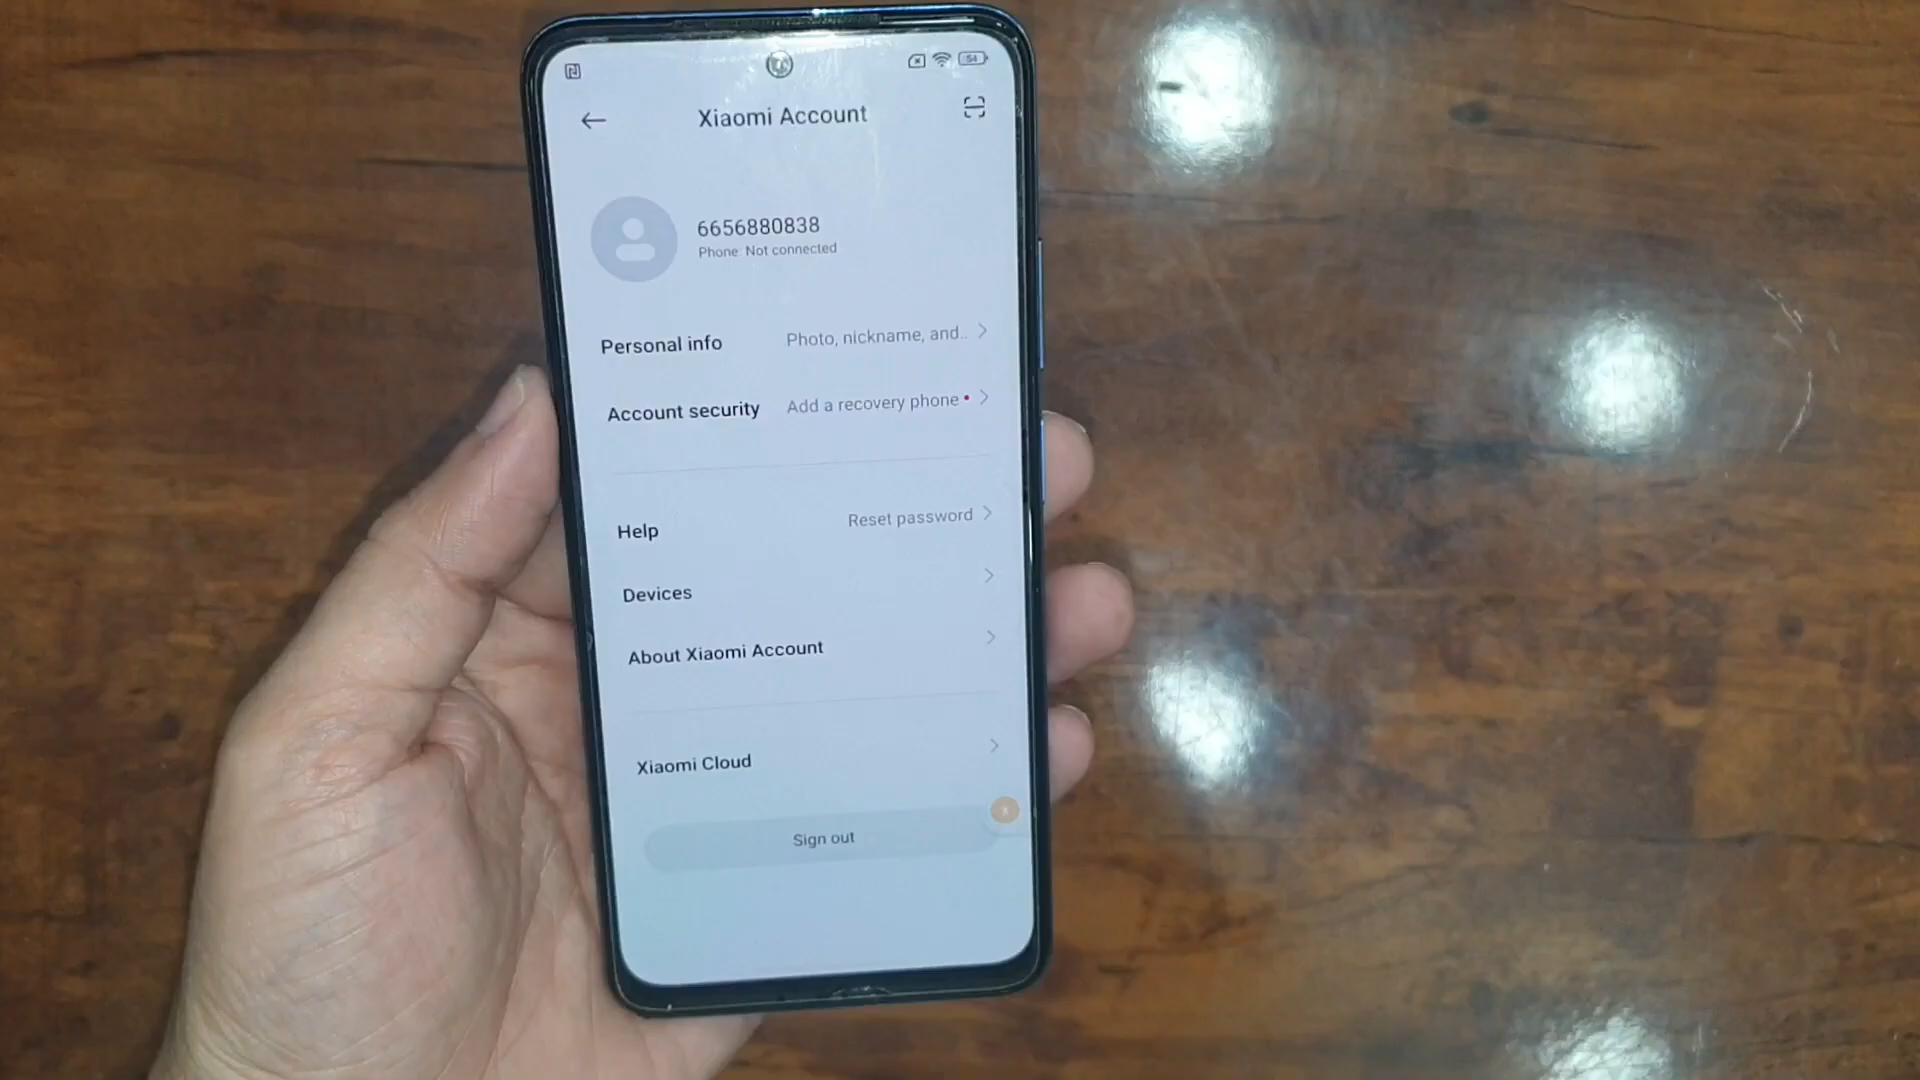 54
Xiaomi Account
6656880838
Phone: Not connected
Personal info Photo, nickname, and..
Account security Add a recovery phone
Help Reset password
Devices
About Xiaomi Account
Xiaomi Cloud
Sign out